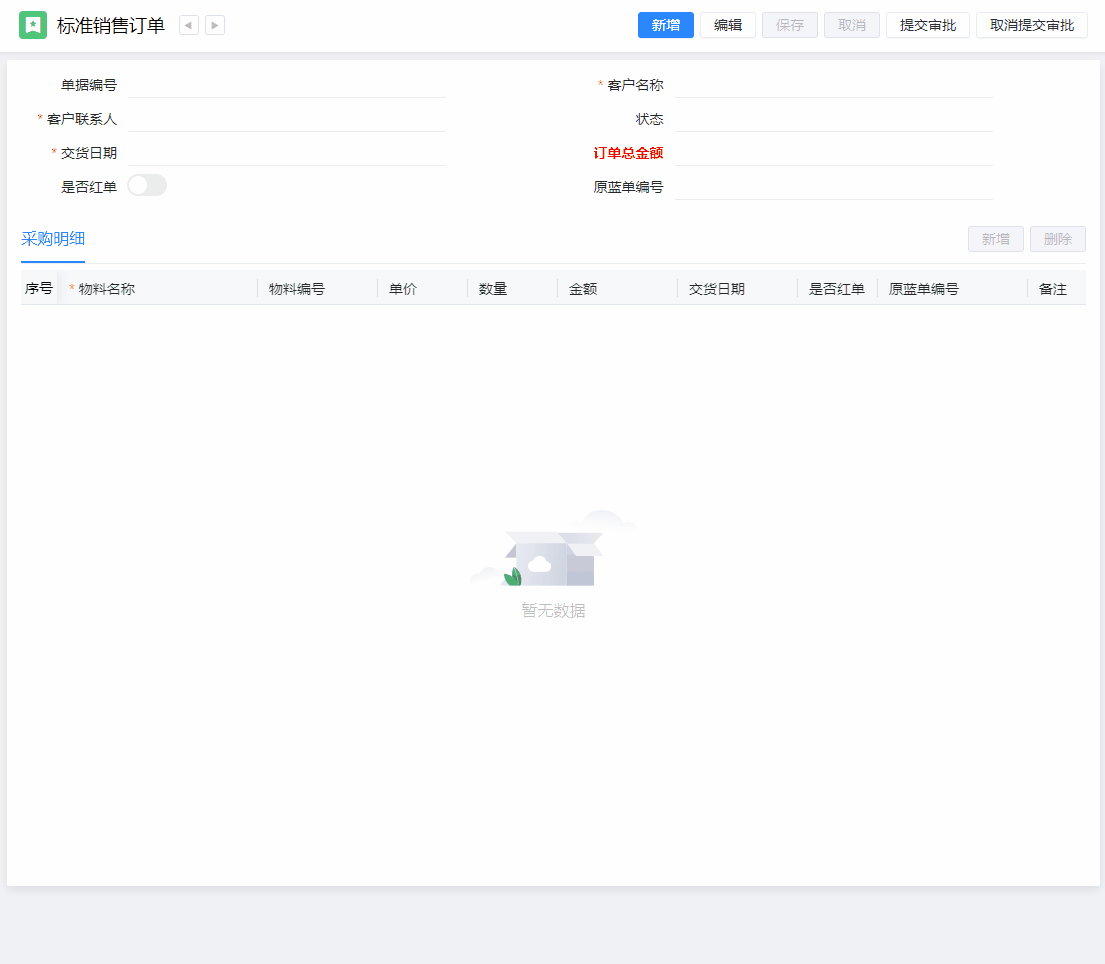 标准销售订单 新增 编辑 保存 取消 提交审批 取消提交审批
单据编号 * 客户名称
* 客户联系人 状态
* 交货日期 订单总金额
是否红单 原蓝单编号
采购明细 新增 删除
序号 * 物料名称 物料编号 单价 数量 金额 交货日期 是否红单 原蓝单编号 备注
暂无数据